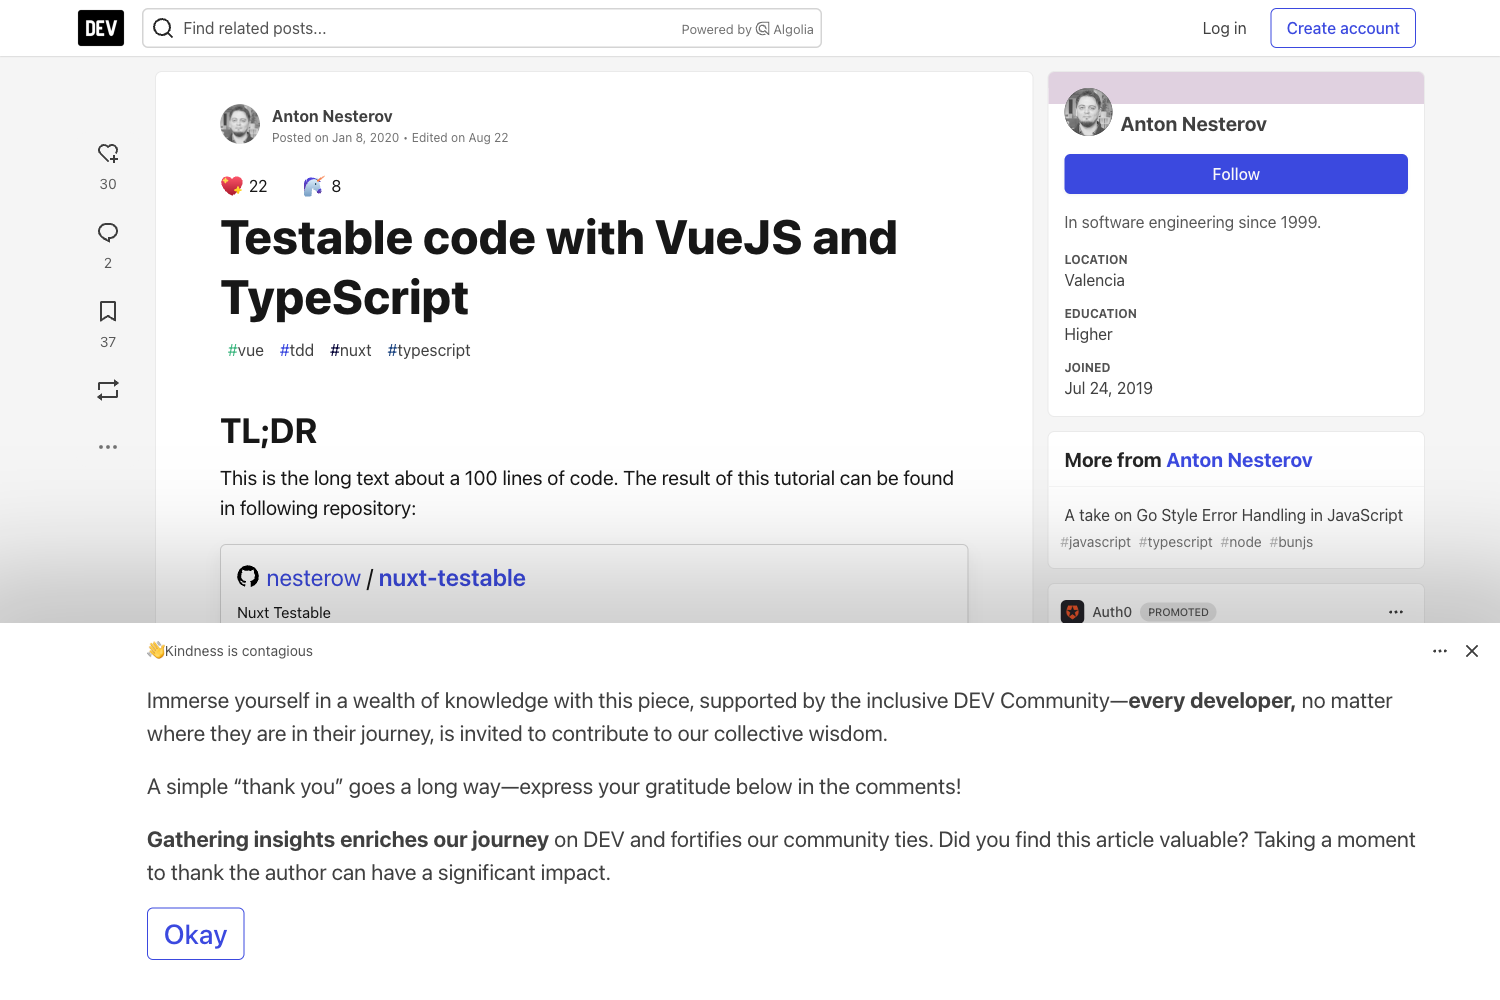 DEV
Find related posts...
Powered by Algolia
Log in
Create account
30
2
37
Anton Nesterov
Posted on Jan 8, 2020 • Edited on Aug 22
22
8
Testable code with VueJS and
TypeScript
#vue #tdd #nuxt #typescript
TL;DR
This is the long text about a 100 lines of code. The result of this tutorial can be found
in following repository:
nesterow / nuxt-testable
Nuxt Testable
Anton Nesterov
Follow
In software engineering since 1999.
LOCATION
Valencia
EDUCATION
Higher
JOINED
Jul 24, 2019
More from Anton Nesterov
A take on Go Style Error Handling in JavaScript
#javascript #typescript #node #bunjs
Auth0 PROMOTED
👋Kindness is contagious
Immerse yourself in a wealth of knowledge with this piece, supported by the inclusive DEV Community—every developer, no matter
where they are in their journey, is invited to contribute to our collective wisdom.
A simple “thank you” goes a long way—express your gratitude below in the comments!
Gathering insights enriches our journey on DEV and fortifies our community ties. Did you find this article valuable? Taking a moment
to thank the author can have a significant impact.
Okay